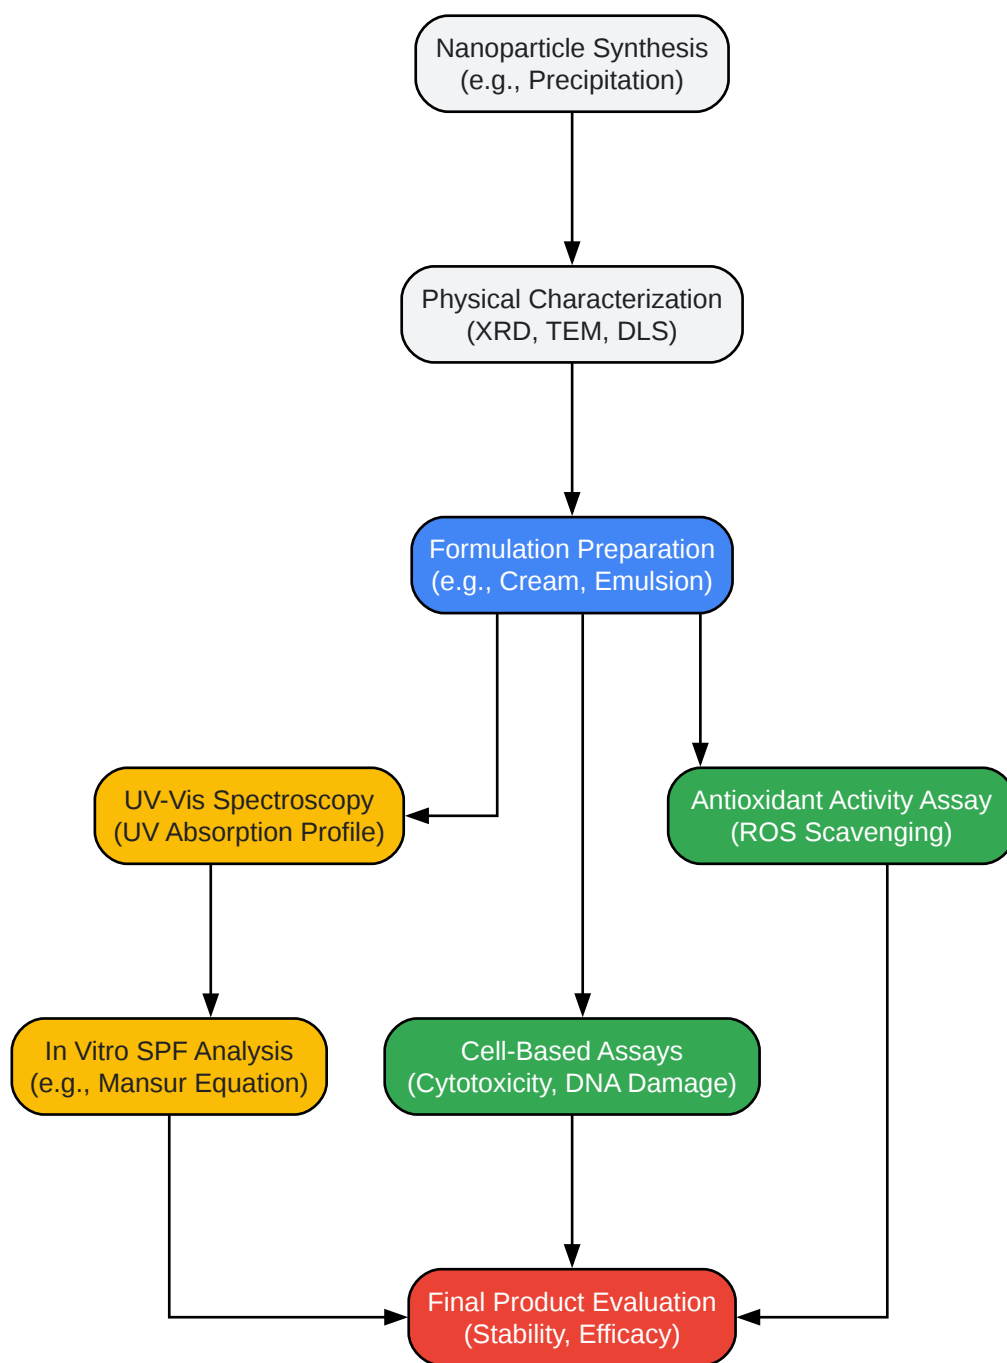 Nanoparticle Synthesis
(e.g., Precipitation)
Physical Characterization
(XRD, TEM, DLS)
Formulation Preparation
(e.g., Cream, Emulsion)
UV-Vis Spectroscopy
(UV Absorption Profile)
Antioxidant Activity Assay
(ROS Scavenging)
In Vitro SPF Analysis
(e.g., Mansur Equation)
Cell-Based Assays
(Cytotoxicity, DNA Damage)
Final Product Evaluation
(Stability, Efficacy)